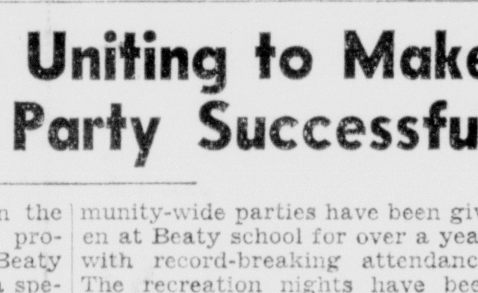 Uniting to Make
Party Successfu
n the
pro-
Beaty
spe-
munity-wide parties have been giv
en at Beaty school for over a yea
with record-breaking attendanc
The recreation nights have bee